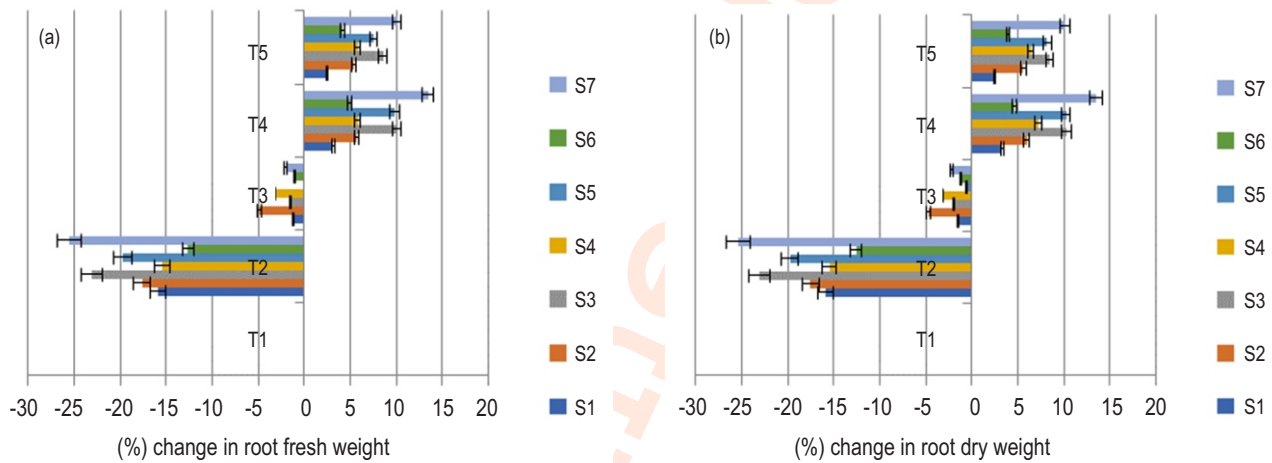 (a)
T5
T4
T3
T2
T1
-30 -25 -20 -15 -10 -5 0 5 10 15 20
(%) change in root fresh weight
S7
S6
S5
S4
S3
S2
S1
(b)
T5
T4
T3
T2
T1
-30 -25 -20 -15 -10 -5 0 5 10 15 20
(%) change in root dry weight
S7
S6
S5
S4
S3
S2
S1